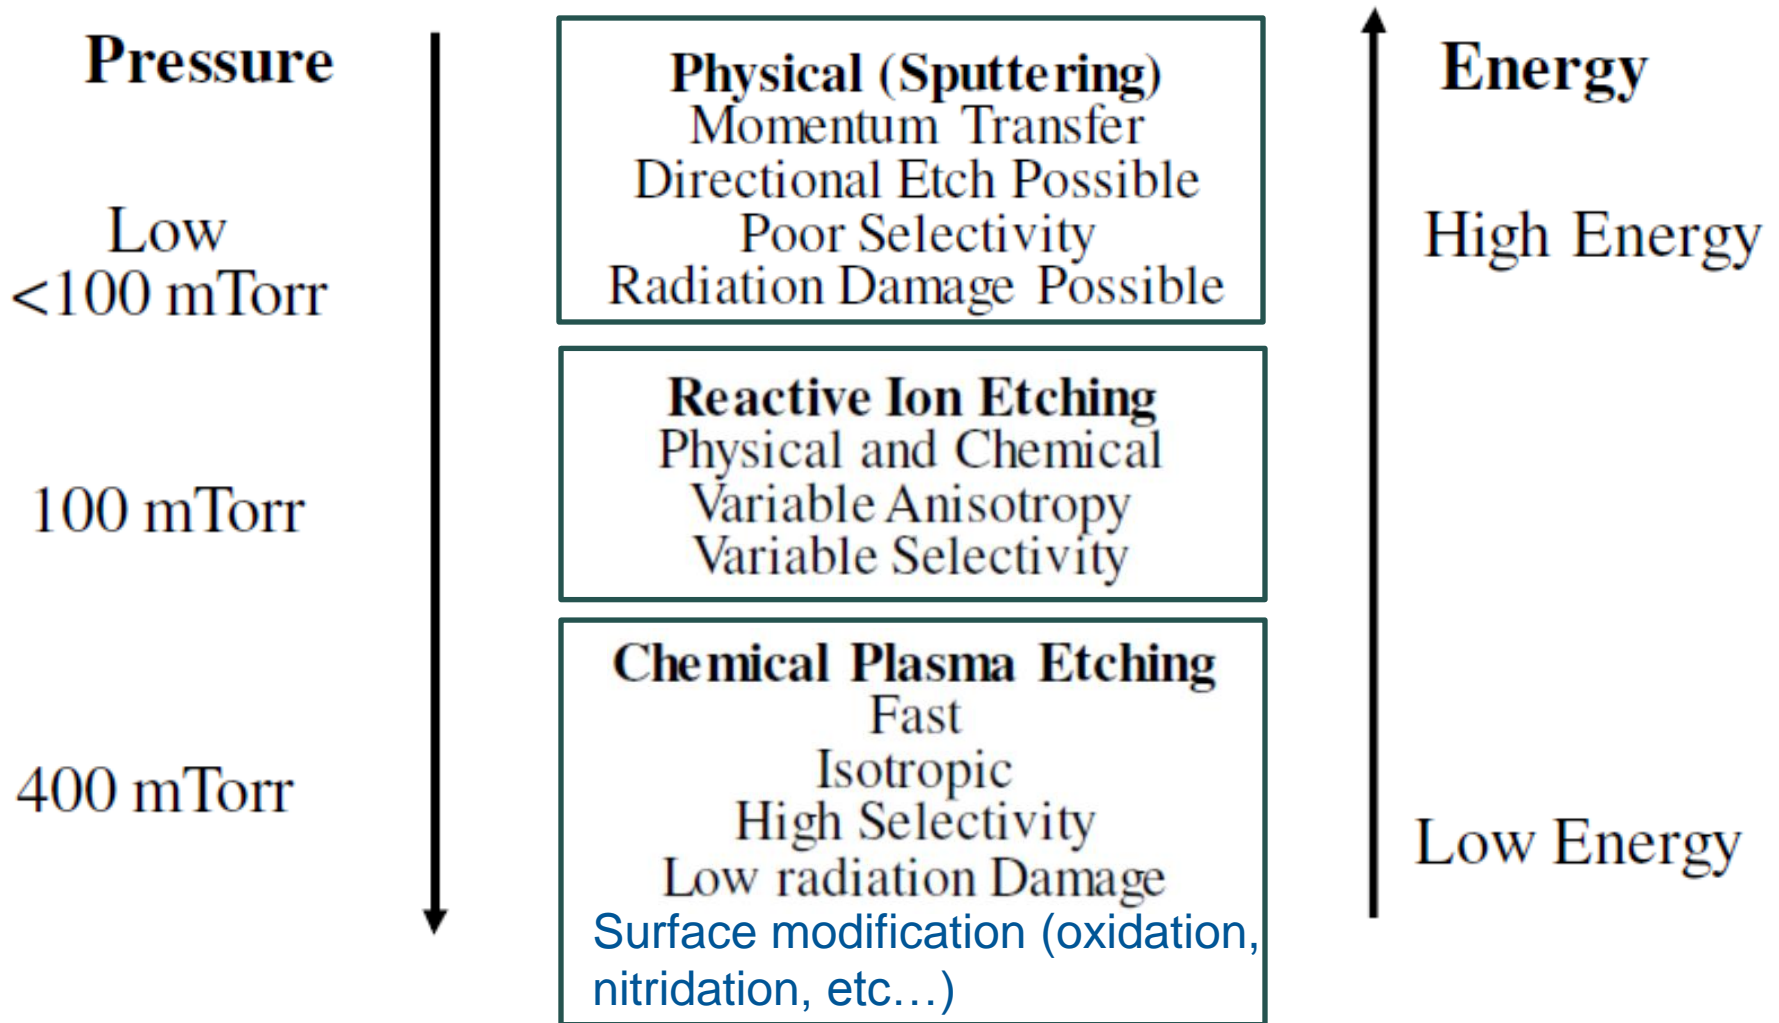 Pressure
Low
<100 mTorr
100 mTorr
400 mTorr
Physical (Sputtering)
Momentum Transfer
Directional Etch Possible
Poor Selectivity
Radiation Damage Possible
Reactive Ion Etching
Physical and Chemical
Variable Anisotropy
Variable Selectivity
Chemical Plasma Etching
Fast
Isotropic
High Selectivity
Low radiation Damage
Surface modification (oxidation,
nitridation, etc…)
Energy
High Energy
Low Energy